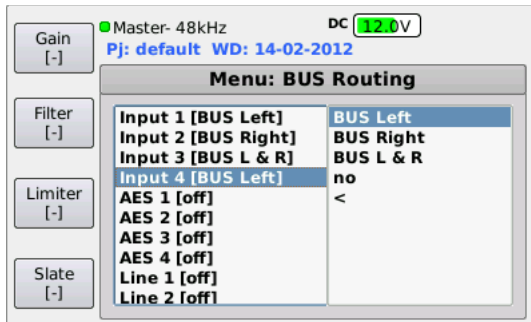 Gain
[-]
Filter
[-]
Limiter
[-]
Slate
[-]
Master- 48kHz
DC 12.0V
Pj: default WD: 14-02-2012
Menu: BUS Routing
Input 1 [BUS Left]
Input 2 [BUS Right]
Input 3 [BUS L & R]
Input 4 [BUS Left]
AES 1 [off]
AES 2 [off]
AES 3 [off]
AES 4 [off]
Line 1 [off]
Line 2 [off]
BUS Left
BUS Right
BUS L & R
no
<